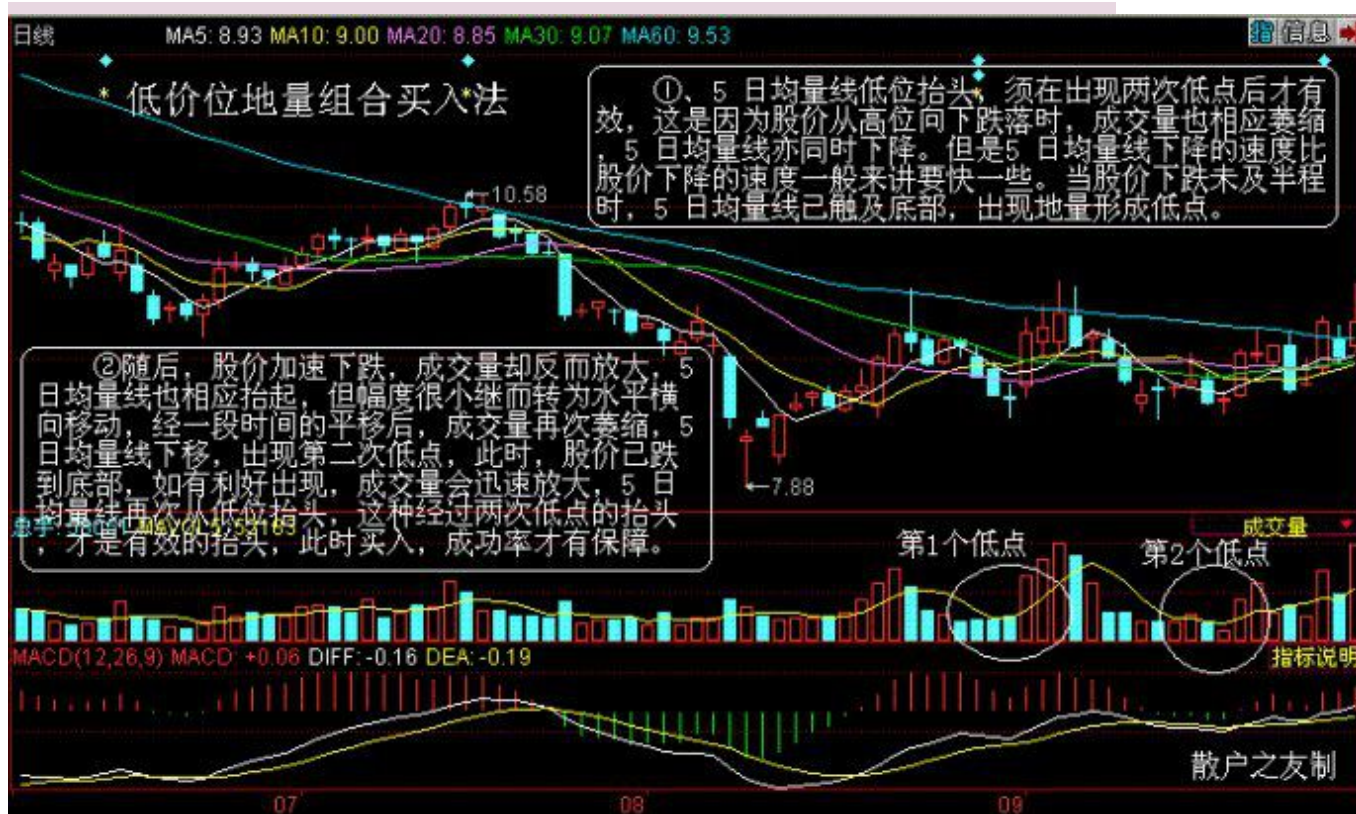 日线 MA5: 8.93 MA10: 9.00 MA20: 8.85 MA30: 9.07 MA60: 9.53 指 信息
低价位地量组合买入法
①、5 日均量线低位抬头,须在出现两次低点后才有
效,这是因为股价从高位向下跌落时,成交量也相应萎缩
,5 日均量线亦同时下降。但是5 日均量线下降的速度比
股价下降的速度一般来讲要快一些。当股价下跌未及半程
时,5 日均量线已触及底部,出现地量形成低点。
10.58
②随后,股价加速下跌,成交量却反而放大,5
日均量线也相应抬起,但幅度很小继而转为水平横
向移动,经一段时间的平移后,成交量再次萎缩,5
日均量线下移,出现第二次低点,此时,股价已跌
到底部,如有利好出现,成交量会迅速放大,5 日
均量线再次从低位抬头,这种经过两次低点的抬头
,才是有效的抬头,此时买入,成功率才有保障。
7.88
成交量
第1个低点
第2个低点
MACD(12,26,9) MACD: +0.06 DIFF: -0.16 DEA: -0.19 指标说明
散户之友制
07 08 09